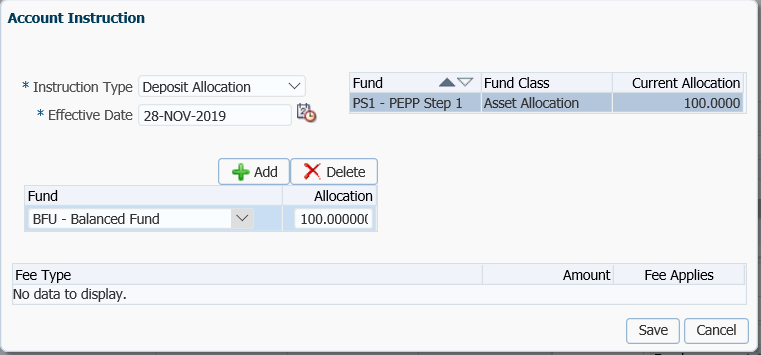 Account Instruction
* Instruction Type Deposit Allocation
* Effective Date 28-NOV-2019
Fund Fund Class Current Allocation
PS1 - PEPP Step 1 Asset Allocation 100.0000
Add Delete
Fund Allocation
BFU - Balanced Fund 100.000000
Fee Type Amount Fee Applies
No data to display.
Save Cancel